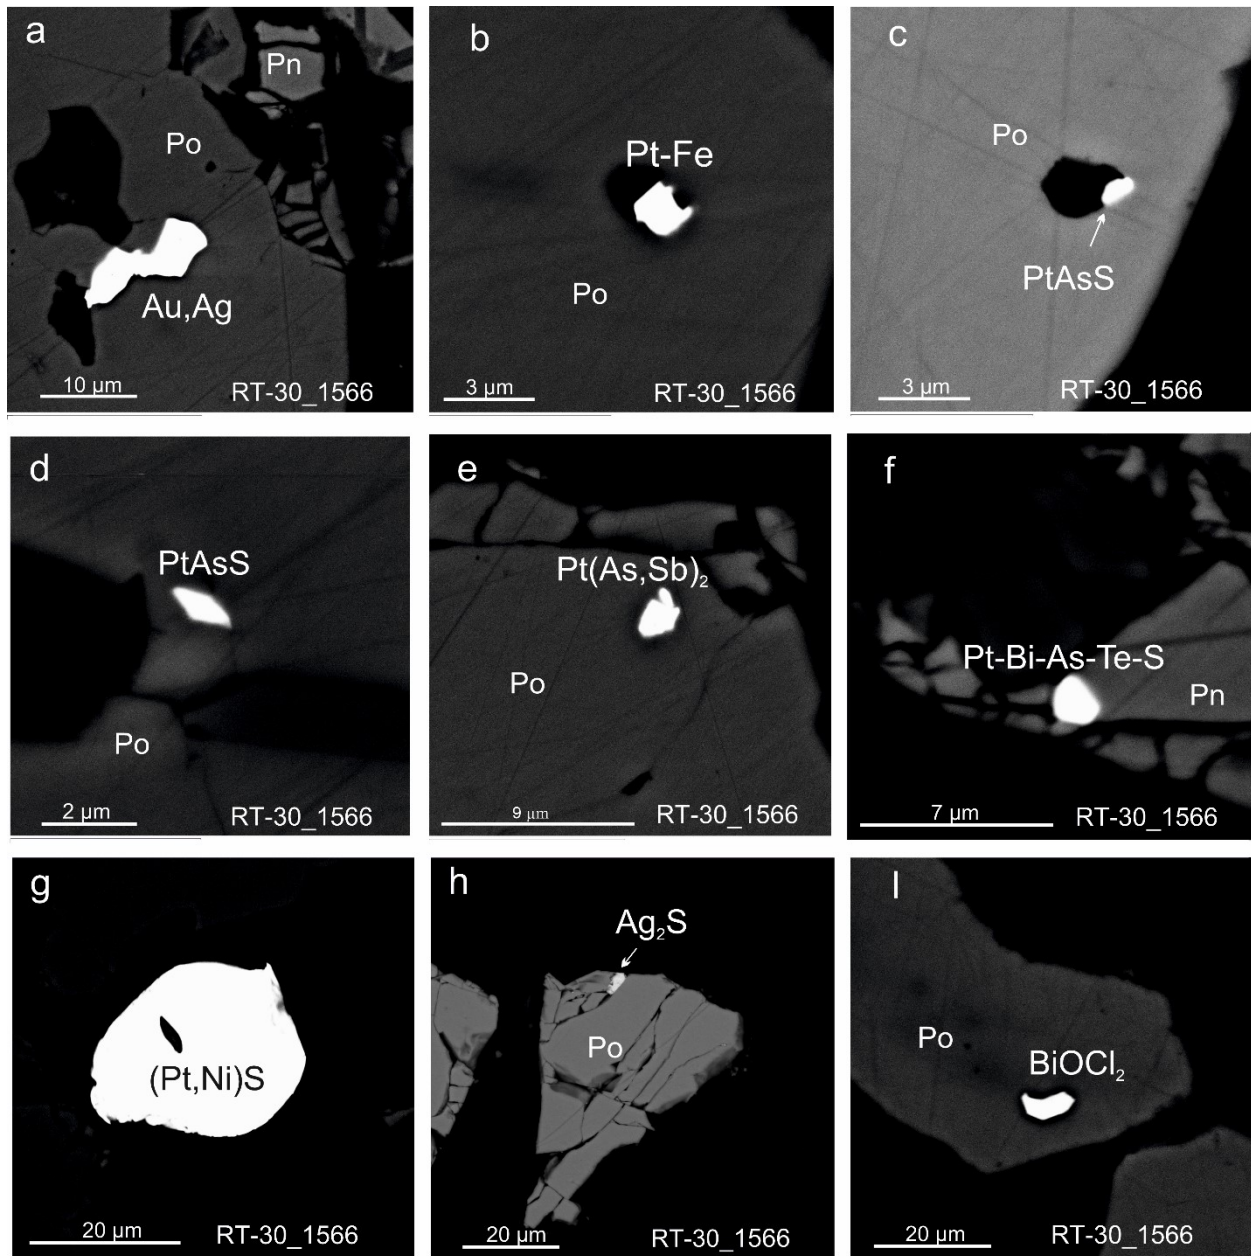 a
Pn
Po
Au,Ag
10 µm
RT-30_1566
b
Pt-Fe
Po
3 µm
RT-30_1566
c
Po
PtAsS
3 µm
RT-30_1566
d
PtAsS
Po
2 µm
RT-30_1566
e
Pt(As,Sb)₂
Po
9 µm
RT-30_1566
f
Pt-Bi-As-Te-S
Pn
7 µm
RT-30_1566
g
(Pt,Ni)S
20 µm
RT-30_1566
h
Ag₂S
Po
20 µm
RT-30_1566
I
Po
BiOCl₂
20 µm
RT-30_1566